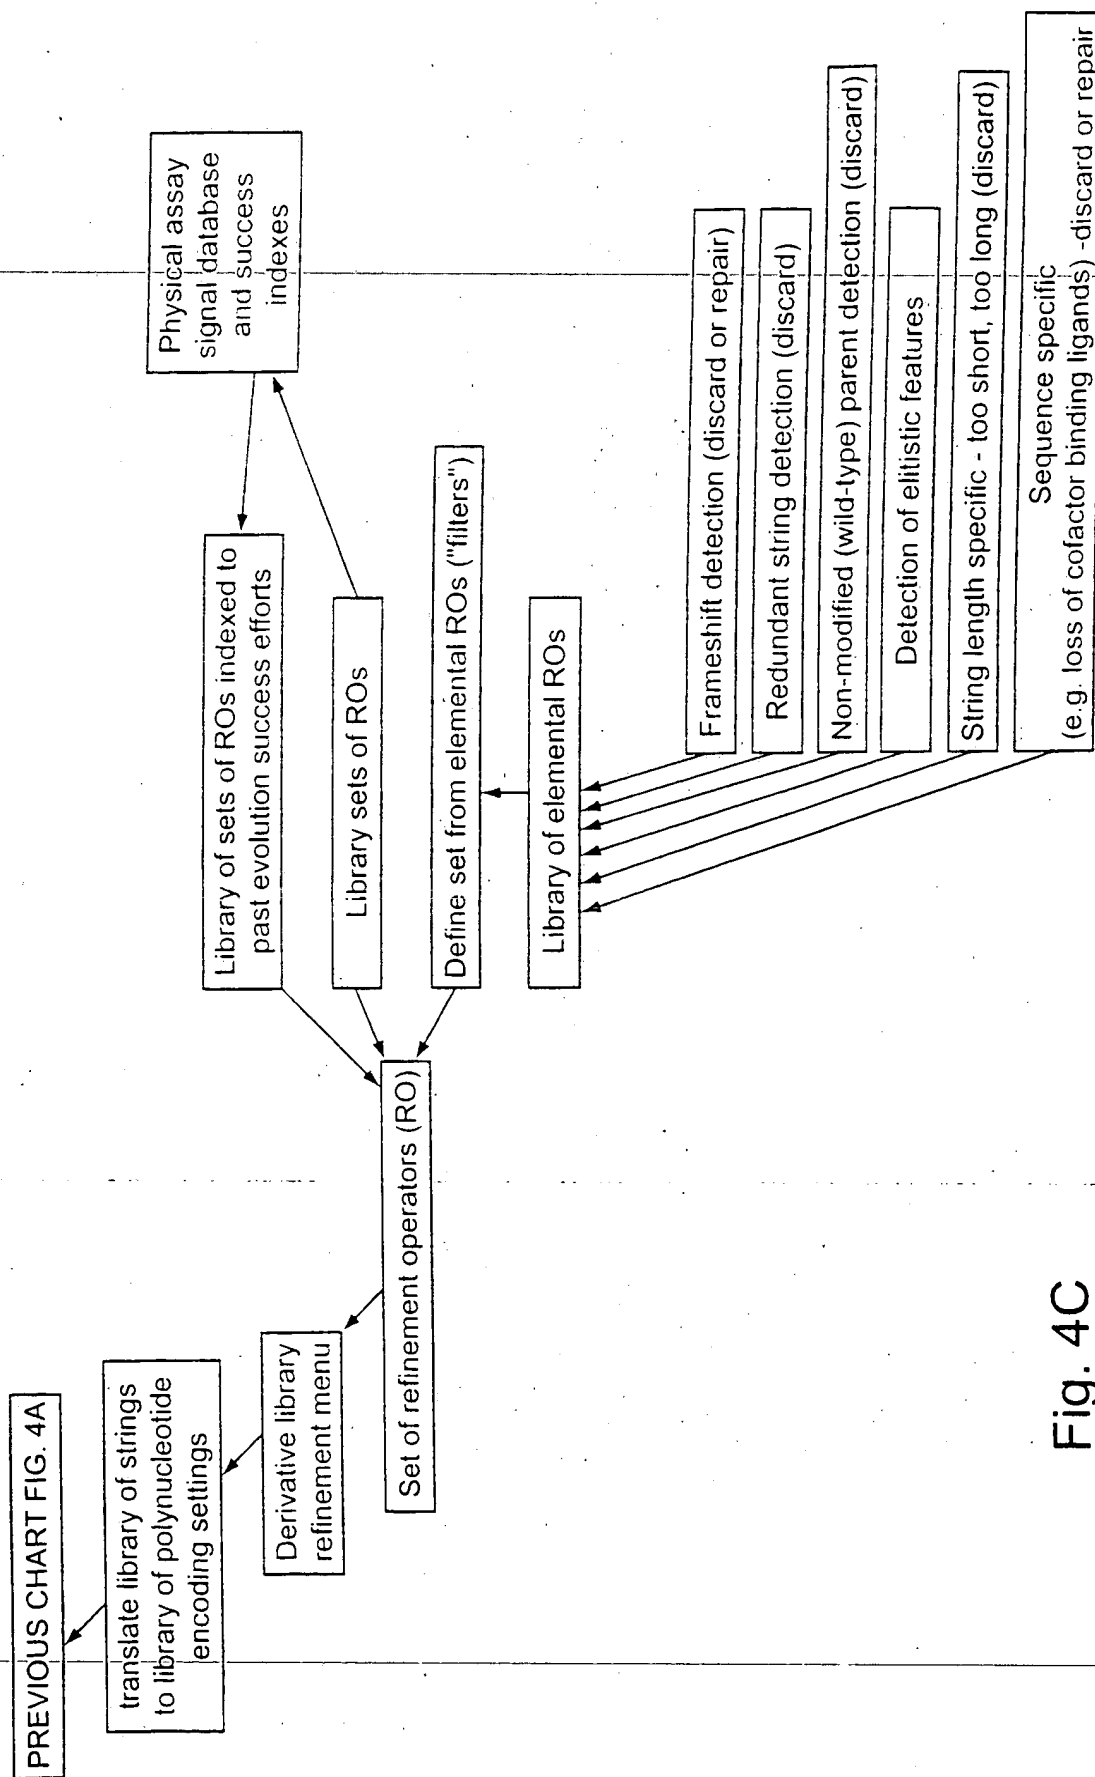 PREVIOUS CHART FIG. 4A
translate library of strings
to library of polynucleotide
encoding settings
Derivative library
refinement menu
Set of refinement operators (RO)
Library of sets of ROs indexed to
past evolution success efforts
Physical assay
signal database
and success
indexes
Library sets of ROs
Define set from elemental ROs ("filters")
Library of elemental ROs
Frameshift detection (discard or repair)
Redundant string detection (discard)
Non-modified (wild-type) parent detection (discard)
Detection of elitistic features
String length specific - too short, too long (discard)
Sequence specific
(e.g. loss of cofactor binding ligands) -discard or repair
Fig. 4C